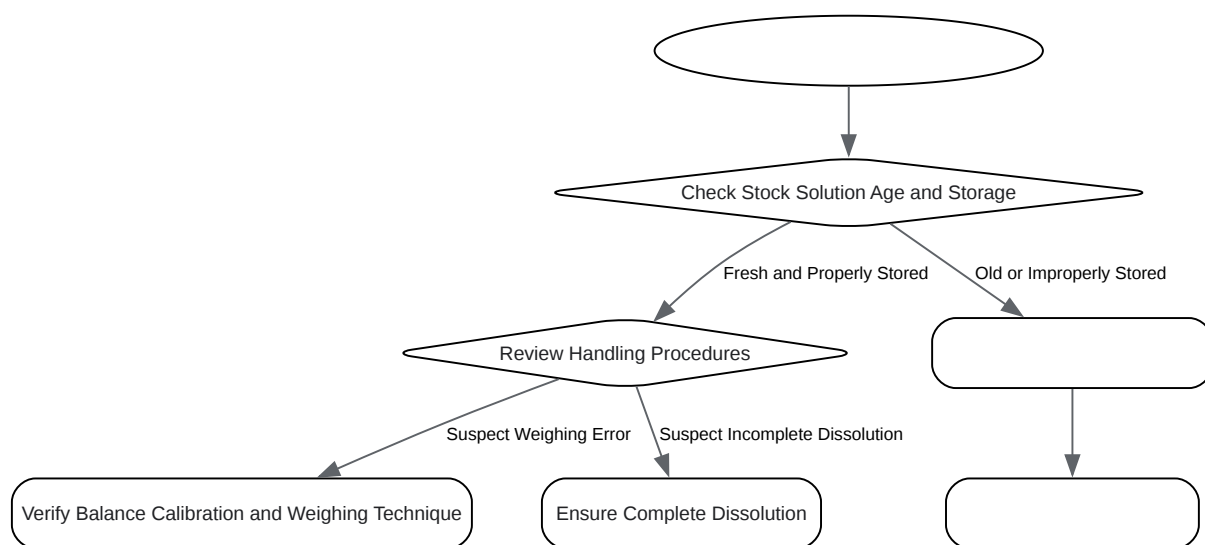 Check Stock Solution Age and Storage
Fresh and Properly Stored
Old or Improperly Stored
Review Handling Procedures
Suspect Weighing Error
Suspect Incomplete Dissolution
Verify Balance Calibration and Weighing Technique
Ensure Complete Dissolution